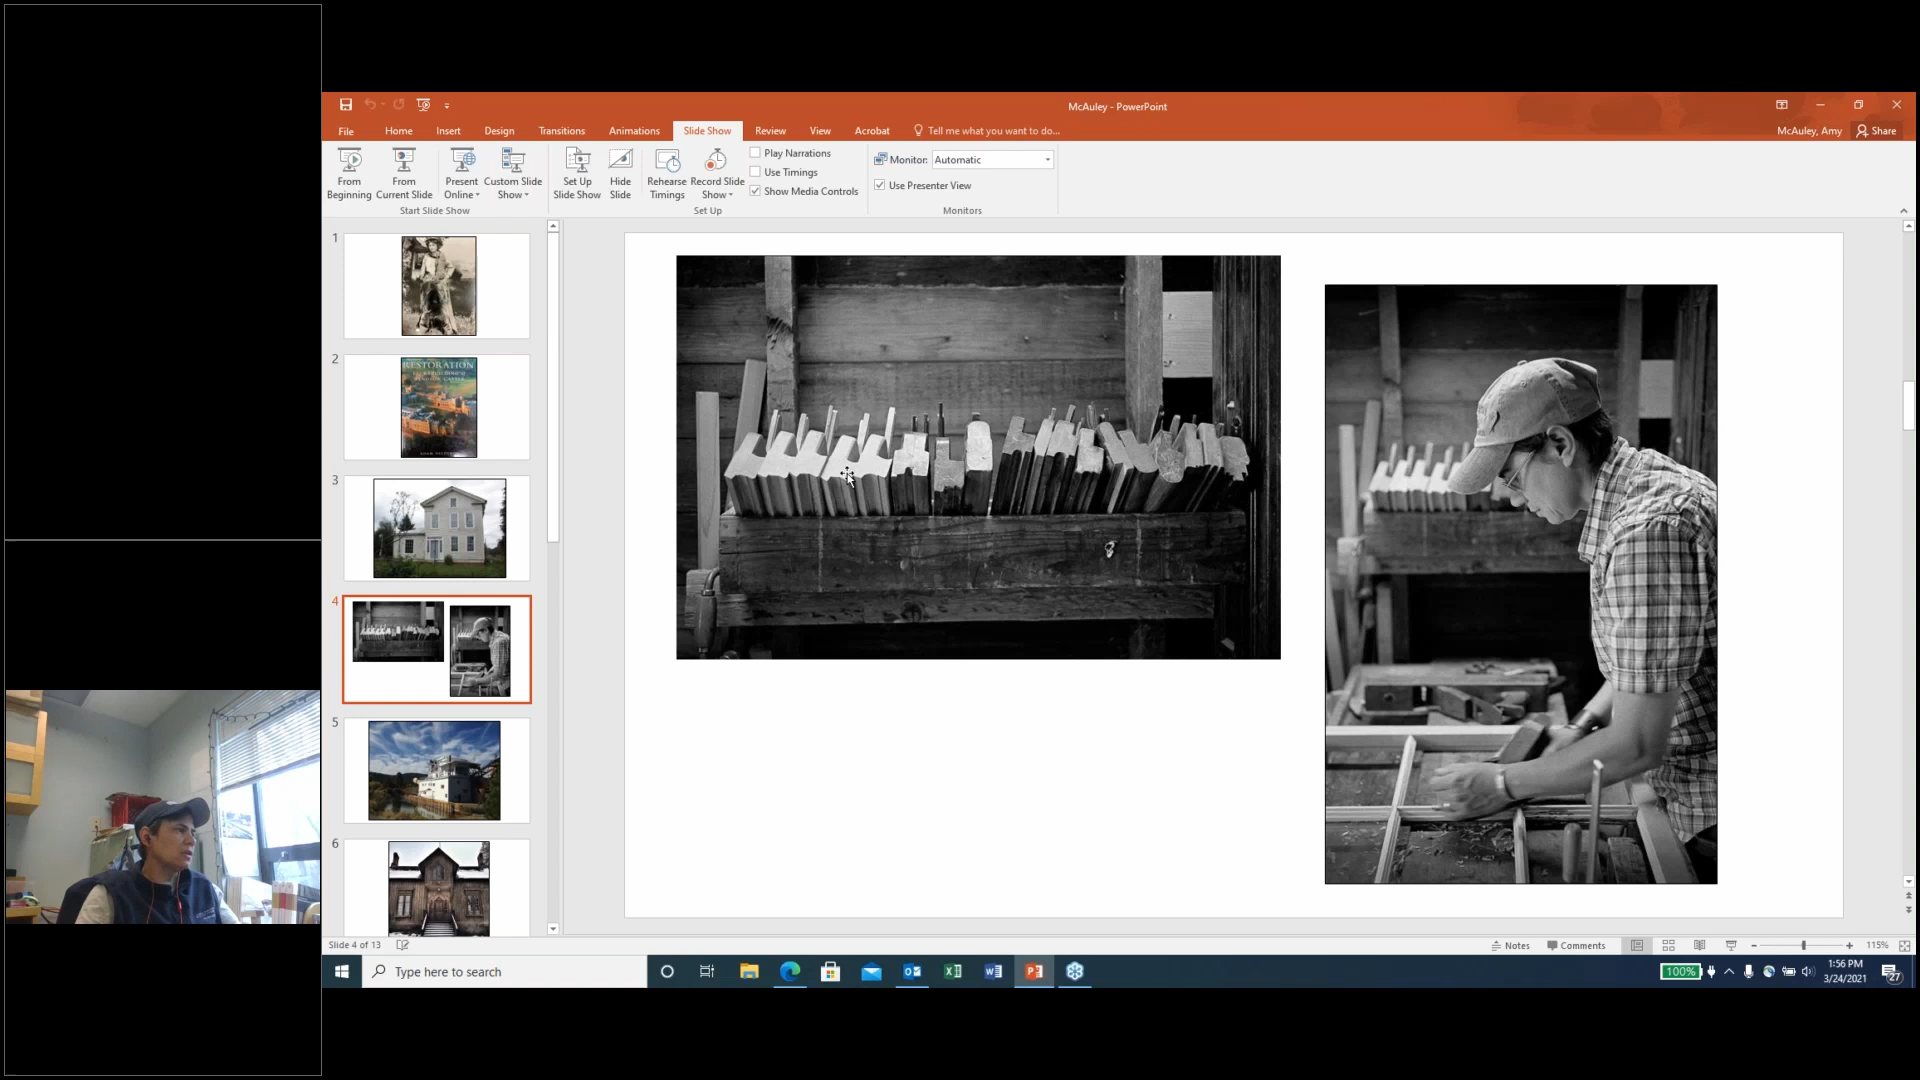 McAuley - PowerPoint
File Home Insert Design Transitions Animations Slide Show Review View Acrobat Tell me what you want to do... McAuley, Amy Share
From Beginning
From Current Slide
Present Online
Custom Slide Show
Start Slide Show
Set Up Slide Show
Hide Slide
Rehearse Timings
Record Slide Show
Play Narrations
Use Timings
Show Media Controls
Set Up
Monitor: Automatic
Use Presenter View
Monitors
1
2
RESTORATION
3
4
5
6
Slide 4 of 13
Notes Comments 115%
Type here to search
100%
1:56 PM
3/24/2021
27